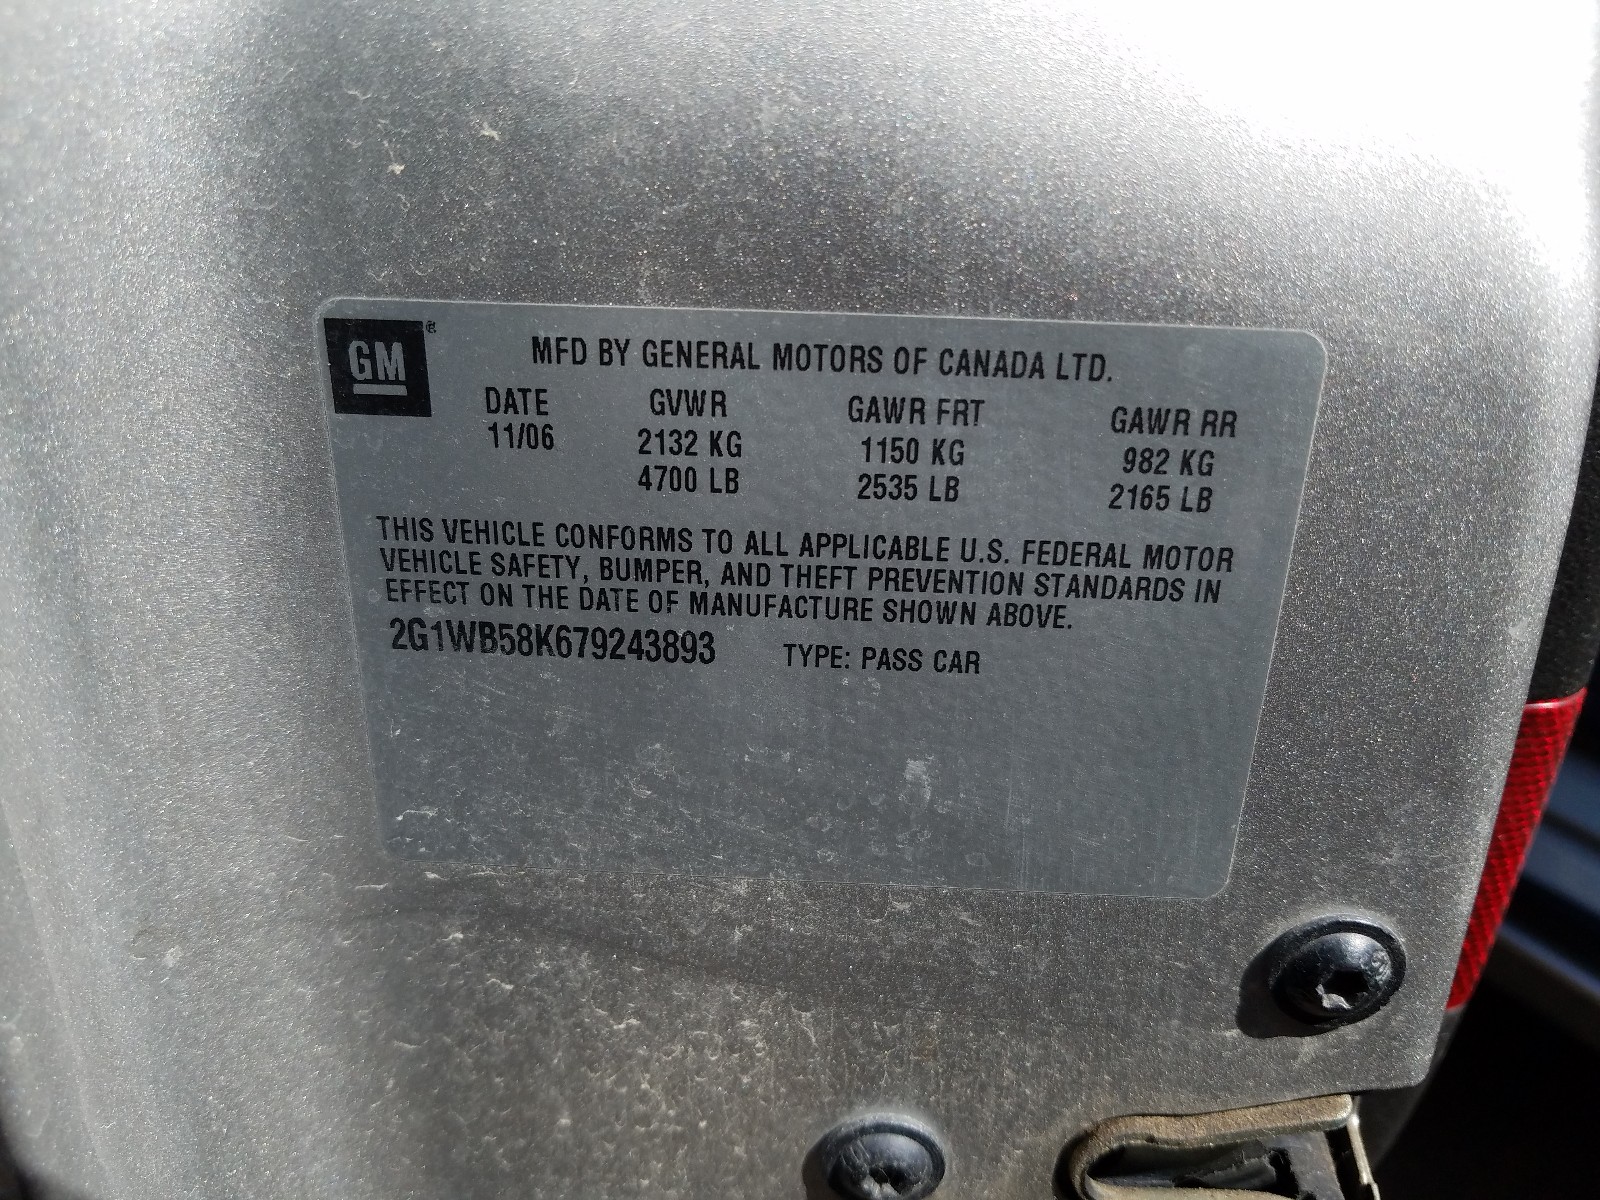 GM®
MFD BY GENERAL MOTORS OF CANADA LTD.
DATE GVWR GAWR FRT GAWR RR
11/06 2132 KG 1150 KG 982 KG
4700 LB 2535 LB 2165 LB
THIS VEHICLE CONFORMS TO ALL APPLICABLE U.S. FEDERAL MOTOR
VEHICLE SAFETY, BUMPER, AND THEFT PREVENTION STANDARDS IN
EFFECT ON THE DATE OF MANUFACTURE SHOWN ABOVE.
2G1WB58K679243893 TYPE: PASS CAR